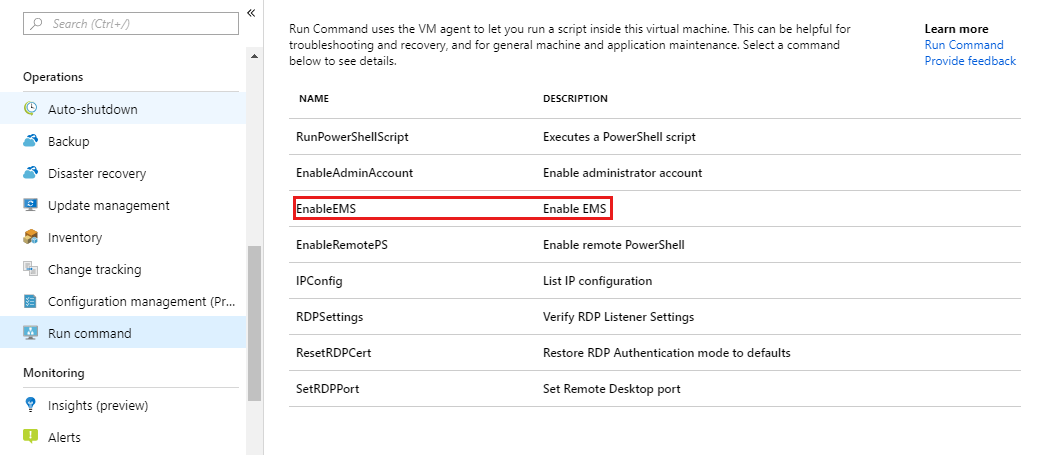 Search (Ctrl+/)
«
Operations
Auto-shutdown
Backup
Disaster recovery
Update management
Inventory
Change tracking
Configuration management (Pr...
Run command
Monitoring
Insights (preview)
Alerts
Run Command uses the VM agent to let you run a script inside this virtual machine. This can be helpful for
troubleshooting and recovery, and for general machine and application maintenance. Select a command
below to see details.
Learn more
Run Command
Provide feedback
NAME DESCRIPTION
RunPowerShellScript Executes a PowerShell script
EnableAdminAccount Enable administrator account
EnableEMS Enable EMS
EnableRemotePS Enable remote PowerShell
IPConfig List IP configuration
RDPSettings Verify RDP Listener Settings
ResetRDPCert Restore RDP Authentication mode to defaults
SetRDPPort Set Remote Desktop port